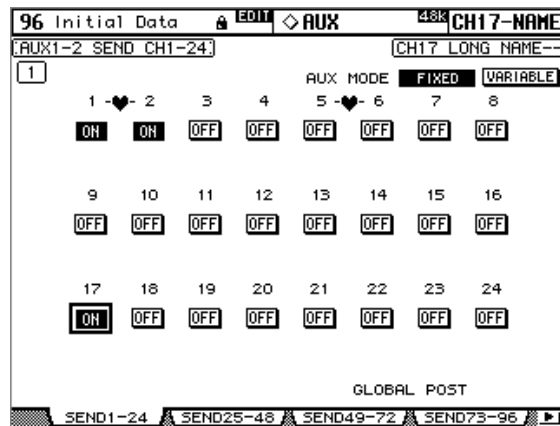 96 Initial Data EDIT AUX 48K CH17-NAME
AUX1-2 SEND CH1-24 CH17 LONG NAME--
1 AUX MODE FIXED VARIABLE
1 - - 2 3 4 5 - - 6 7 8
ON ON OFF OFF OFF OFF OFF OFF
9 10 11 12 13 14 15 16
OFF OFF OFF OFF OFF OFF OFF OFF
17 18 19 20 21 22 23 24
ON OFF OFF OFF OFF OFF OFF OFF
GLOBAL POST
SEND1-24 SEND25-48 SEND49-72 SEND73-96